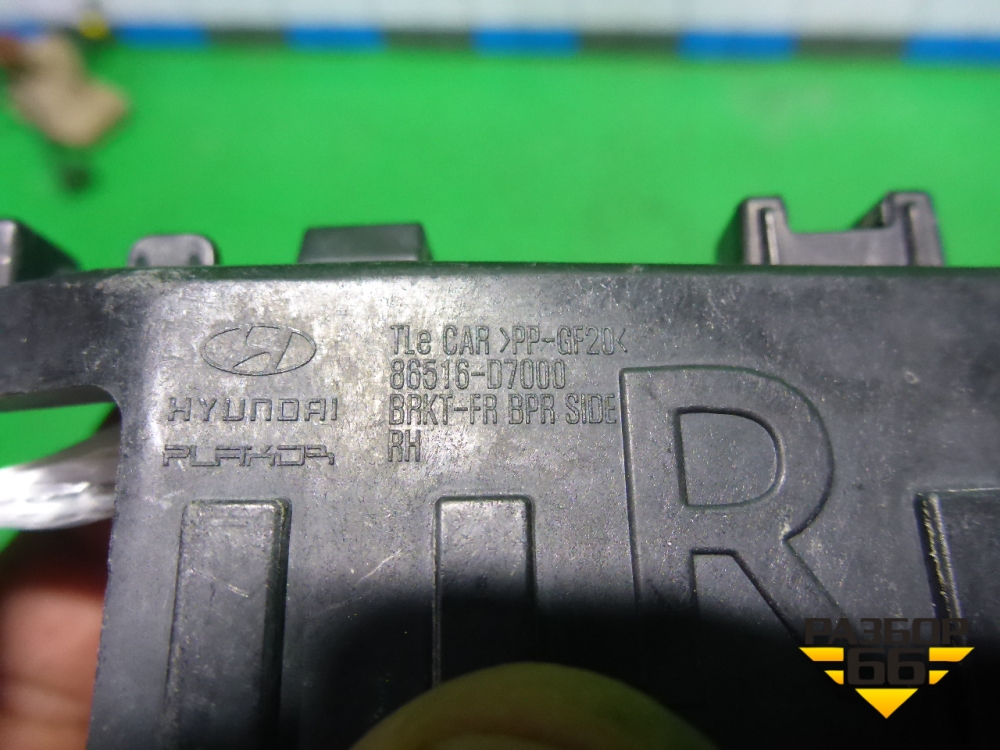 TLe CAR >PP-GF20<
86516-D7000
HYUNDAI
BRKT-FR BPR SIDE
PLAKOR
RH
R
РАЗБОР
66